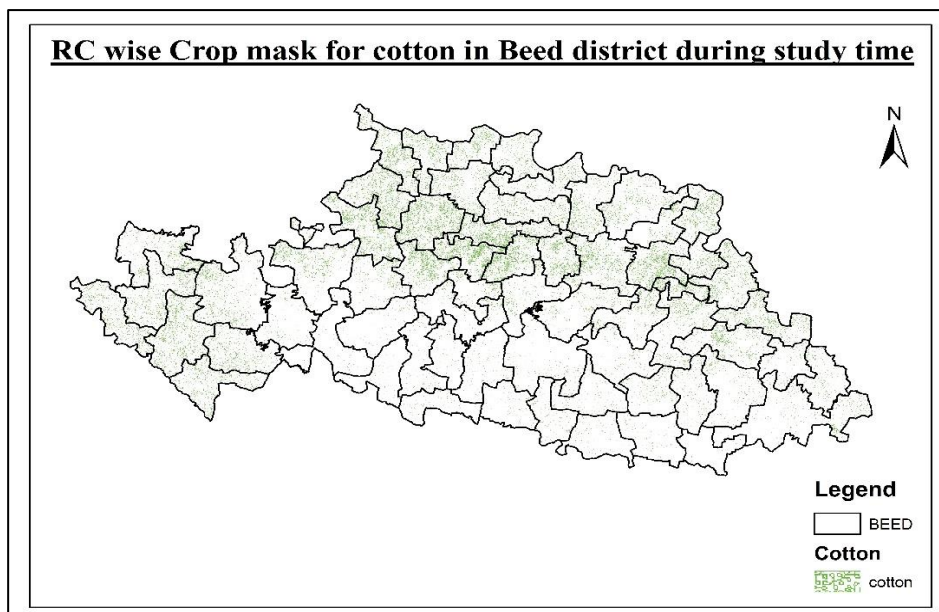 RC wise Crop mask for cotton in Beed district during study time
N
Legend
BEED
Cotton
cotton